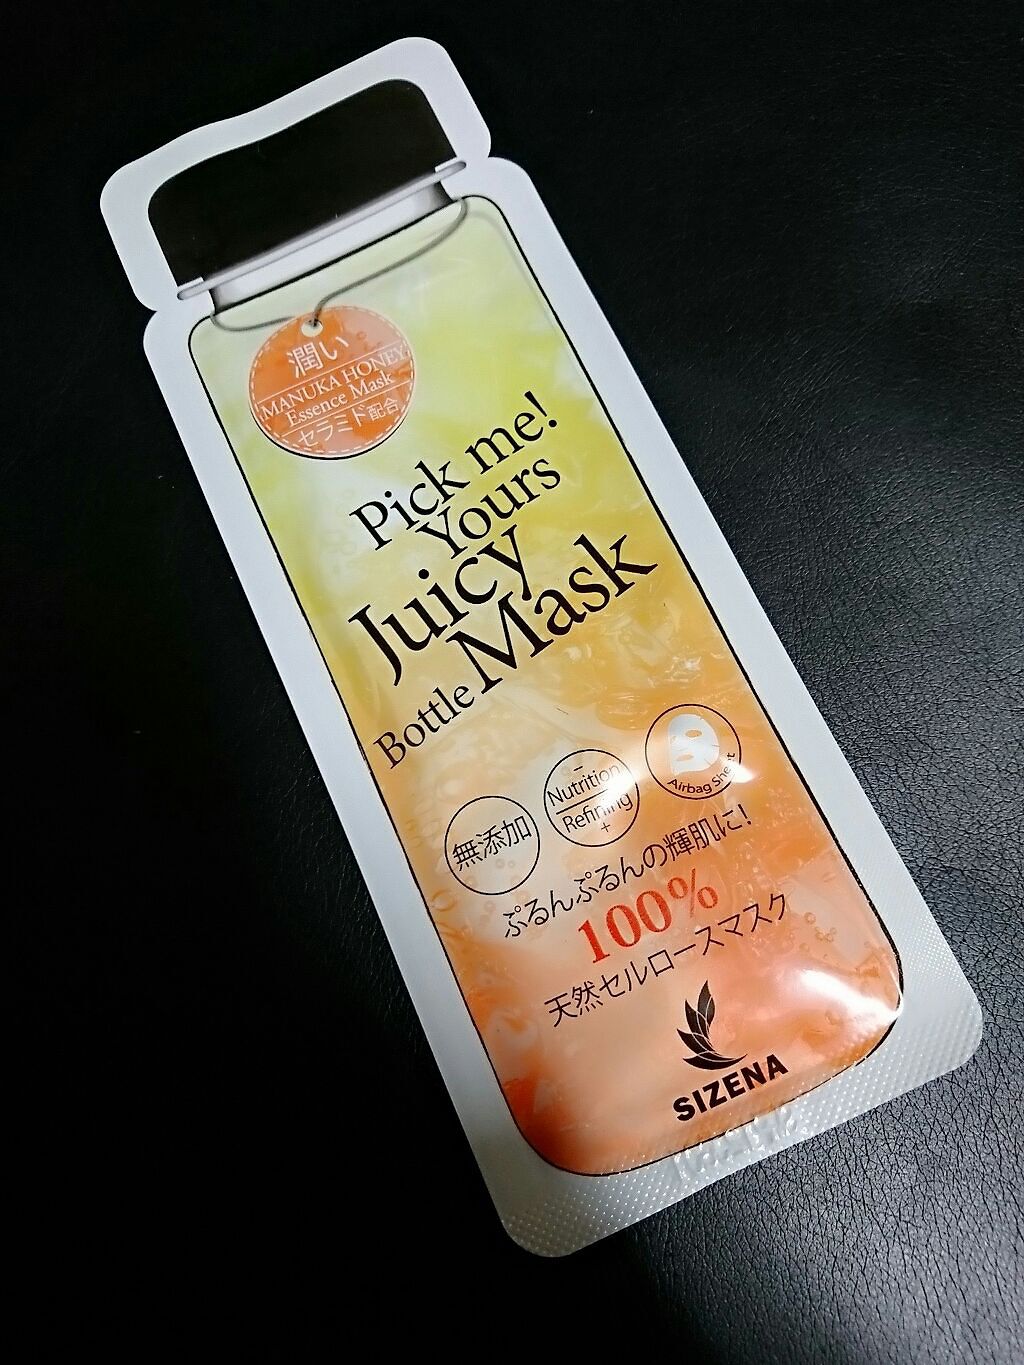 潤い
MANUKA HONEY
Essence Mask
セラミド配合
Pick me!
Yours
Juicy
Bottle Mask
無添加
Nutrition
Refining
+
Airbag Sheet
ぷるんぷるんの輝肌に!
100%
天然セルロースマスク
SIZENA